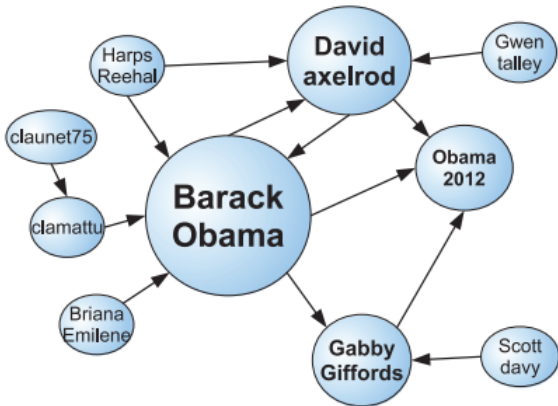 Harps
Reehal
David
axelrod
Gwen
talley
claunet75
Obama
2012
clamattu
Barack
Obama
Briana
Emilene
Gabby
Giffords
Scott
davy